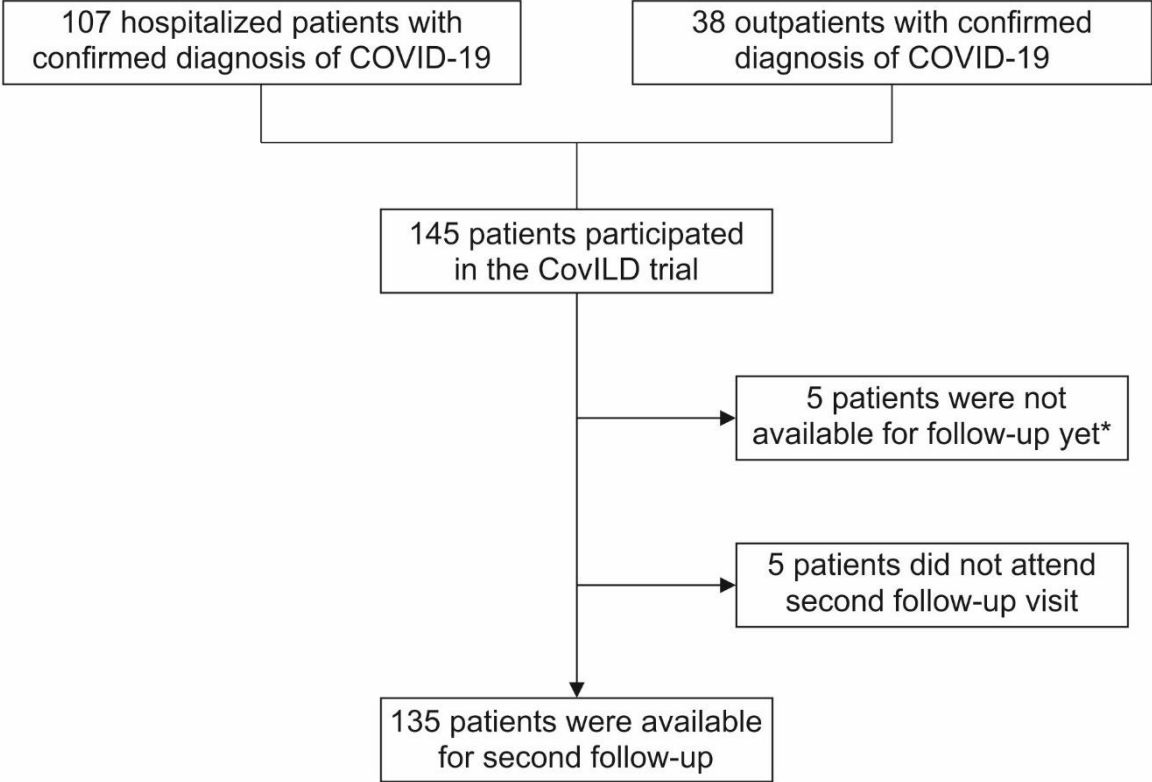 107 hospitalized patients with
confirmed diagnosis of COVID-19
38 outpatients with confirmed
diagnosis of COVID-19
145 patients participated
in the CovILD trial
5 patients were not
available for follow-up yet*
5 patients did not attend
second follow-up visit
135 patients were available
for second follow-up